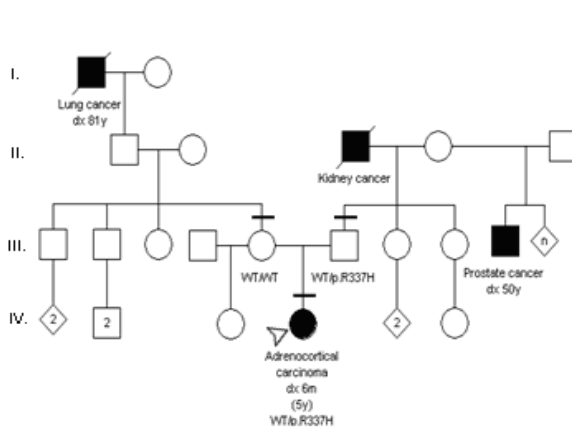 I.
Lung cancer
dx 81y
II.
Kidney cancer
III.
WT/WT
WT/p.R337H
n
Prostate cancer
dx 50y
IV.
2
2
2
Adrenocortical
carcinoma
dx 6m
(5y)
WT/p.R337H